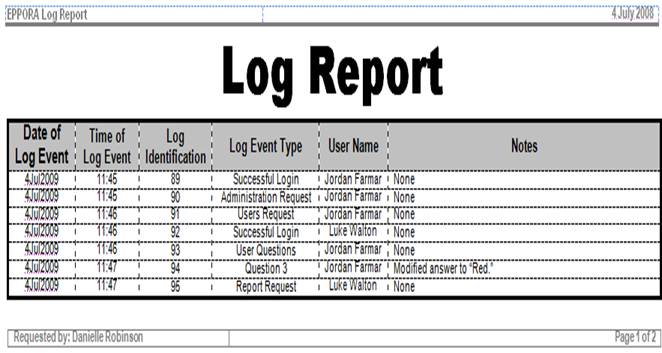 EPPORA Log Report 4 July 2008
Log Report
Date of Log Event Time of Log Event Log Identification Log Event Type User Name Notes
4Jul2009 11:45 89 Successful Login Jordan Farmar None
4Jul2009 11:45 90 Administration Request Jordan Farmar None
4Jul2009 11:46 91 Users Request Jordan Farmar None
4Jul2009 11:46 92 Successful Login Luke Walton None
4Jul2009 11:46 93 User Questions Jordan Farmar None
4Jul2009 11:47 94 Question 3 Jordan Farmar Modified answer to "Red."
4Jul2009 11:47 95 Report Request Luke Walton None
Requested by: Danielle Robinson Page 1 of 2